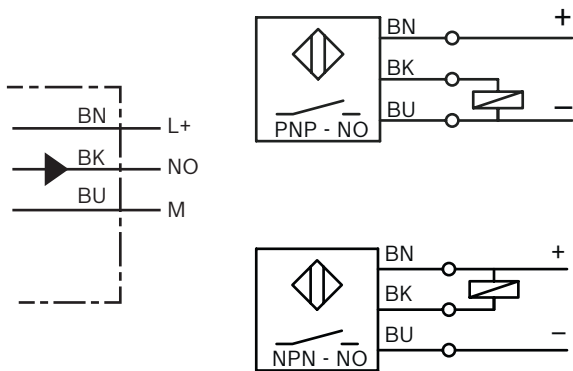 BN L+
BK NO
BU M
BN +
BK
BU −
PNP - NO
BN +
BK
BU −
NPN - NO